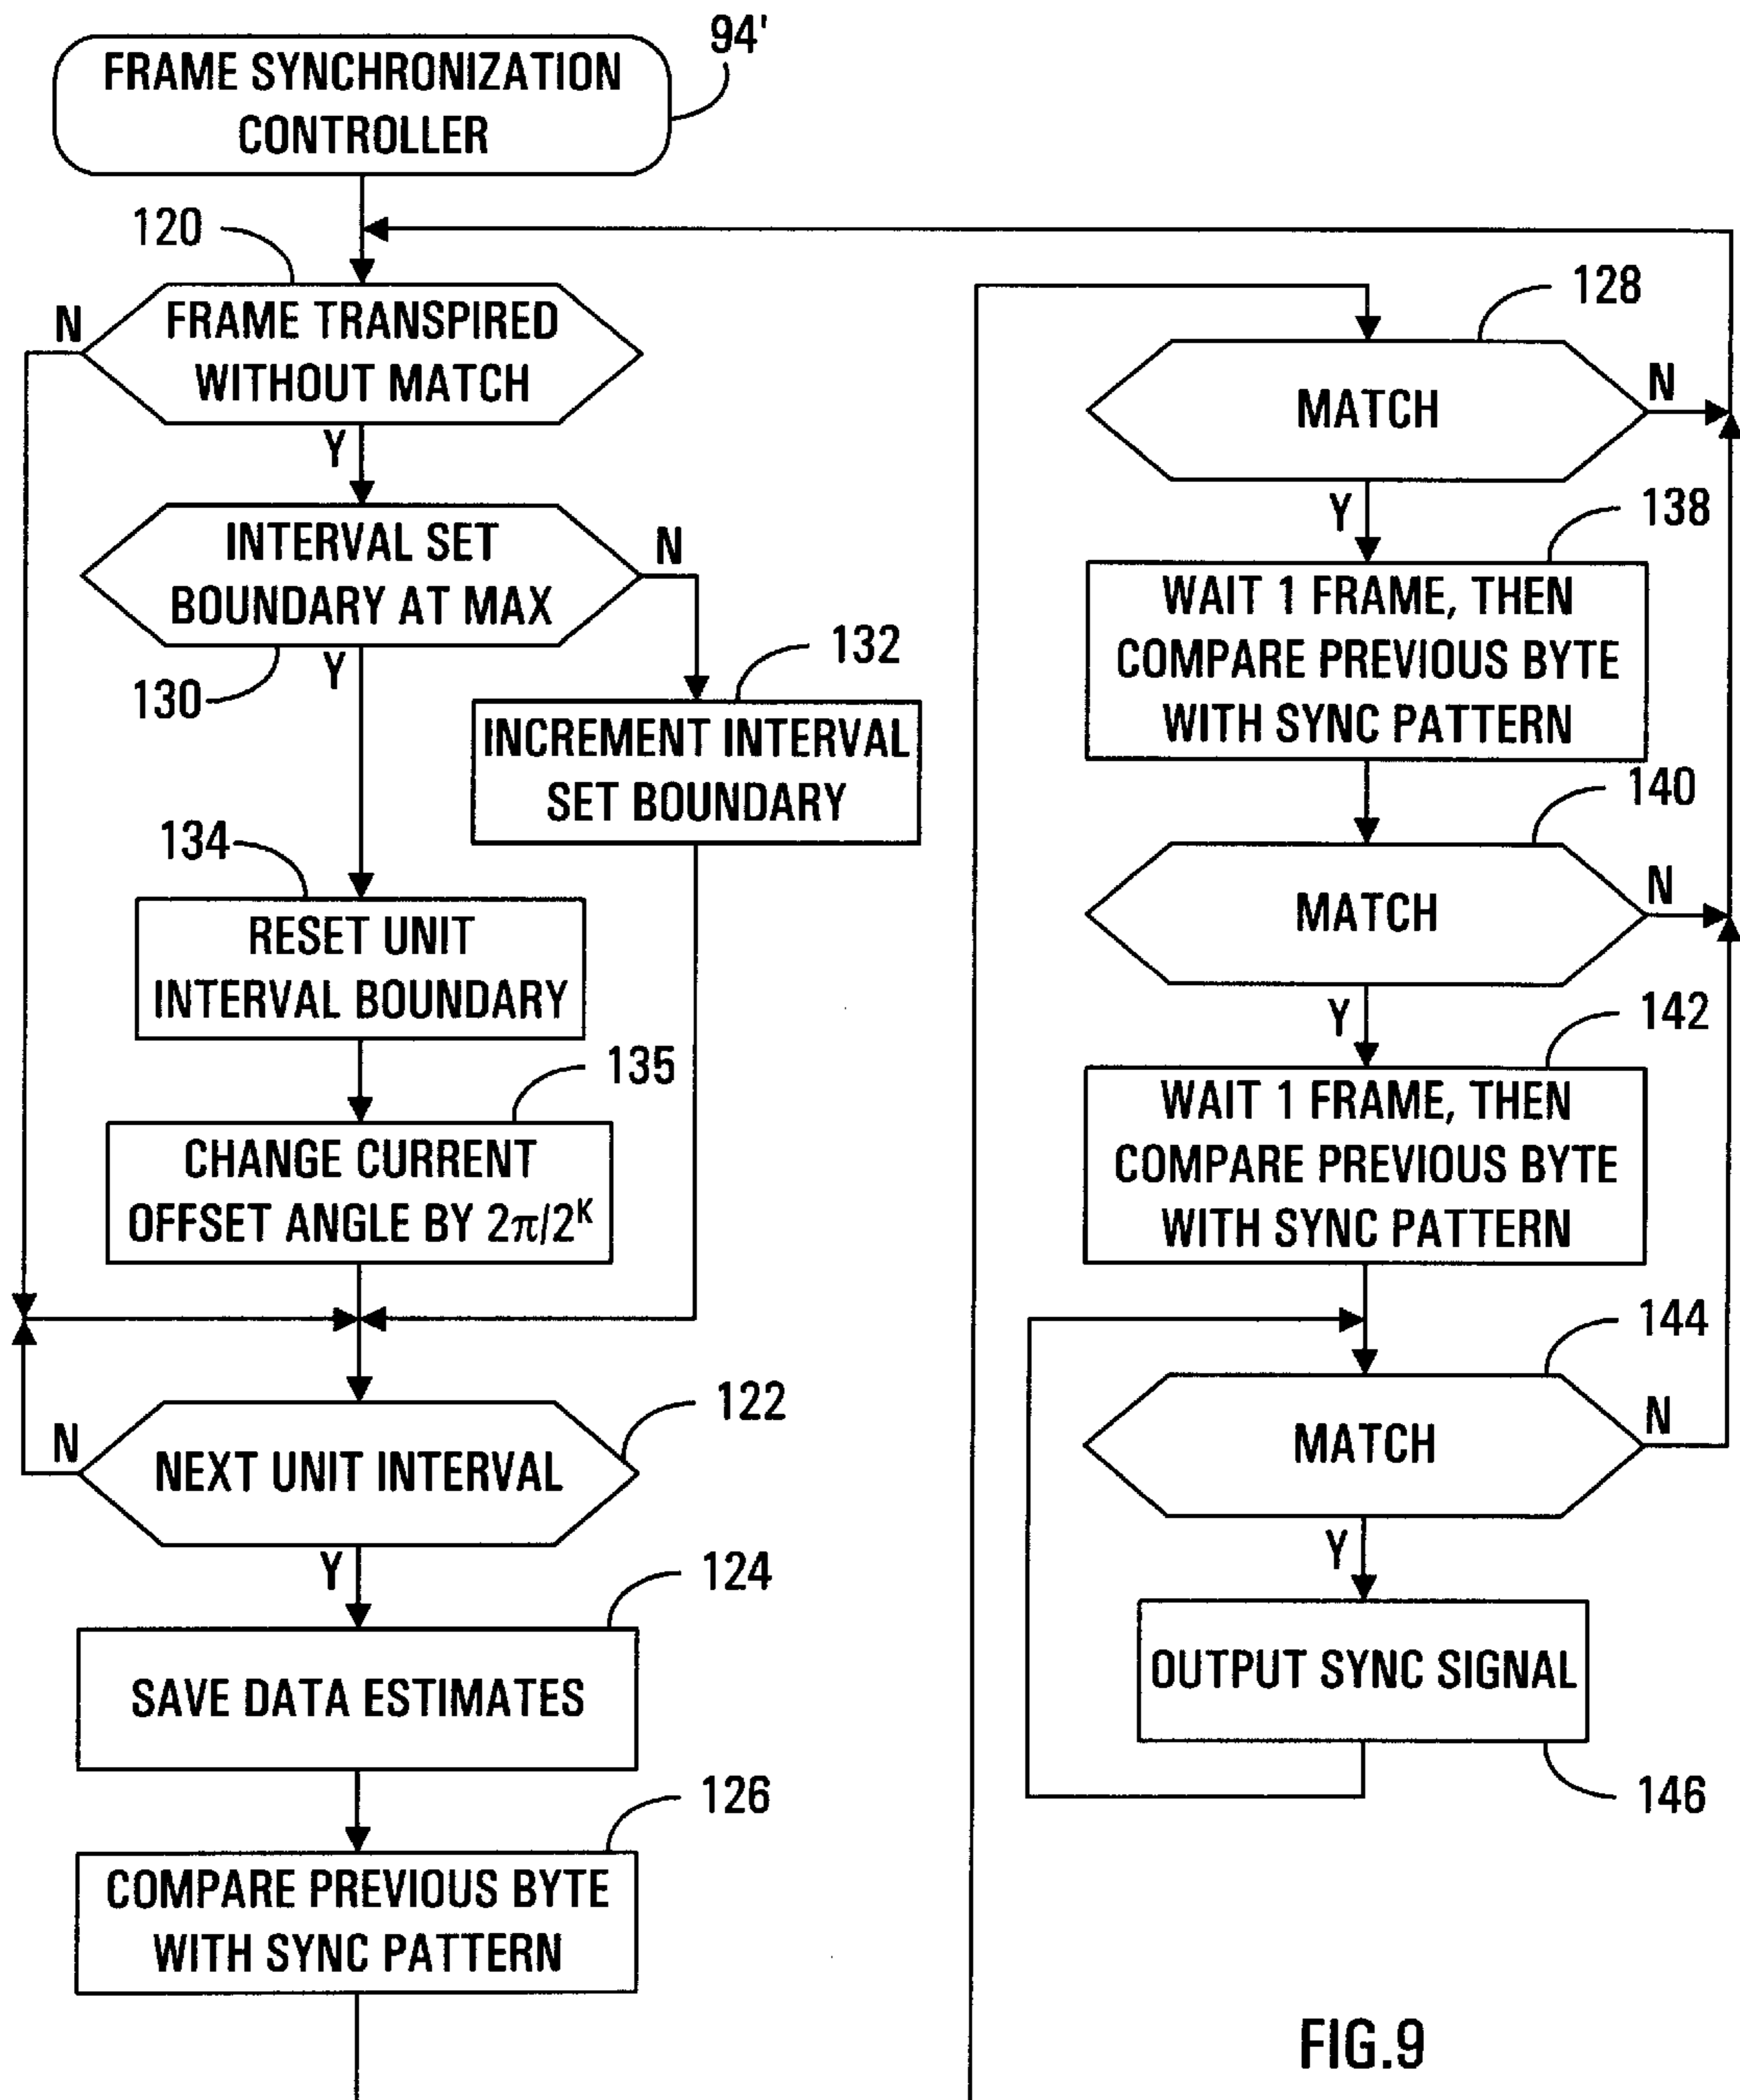 94'
FRAME SYNCHRONIZATION
CONTROLLER
120
N
FRAME TRANSPIRED
WITHOUT MATCH
Y
INTERVAL SET
BOUNDARY AT MAX
N
130
Y
132
INCREMENT INTERVAL
SET BOUNDARY
134
RESET UNIT
INTERVAL BOUNDARY
135
CHANGE CURRENT
OFFSET ANGLE BY 2π/2ᴷ
122
N
NEXT UNIT INTERVAL
Y
124
SAVE DATA ESTIMATES
126
COMPARE PREVIOUS BYTE
WITH SYNC PATTERN
128
MATCH
N
Y
138
WAIT 1 FRAME, THEN
COMPARE PREVIOUS BYTE
WITH SYNC PATTERN
140
MATCH
N
Y
142
WAIT 1 FRAME, THEN
COMPARE PREVIOUS BYTE
WITH SYNC PATTERN
144
MATCH
N
Y
OUTPUT SYNC SIGNAL
146
FIG.9